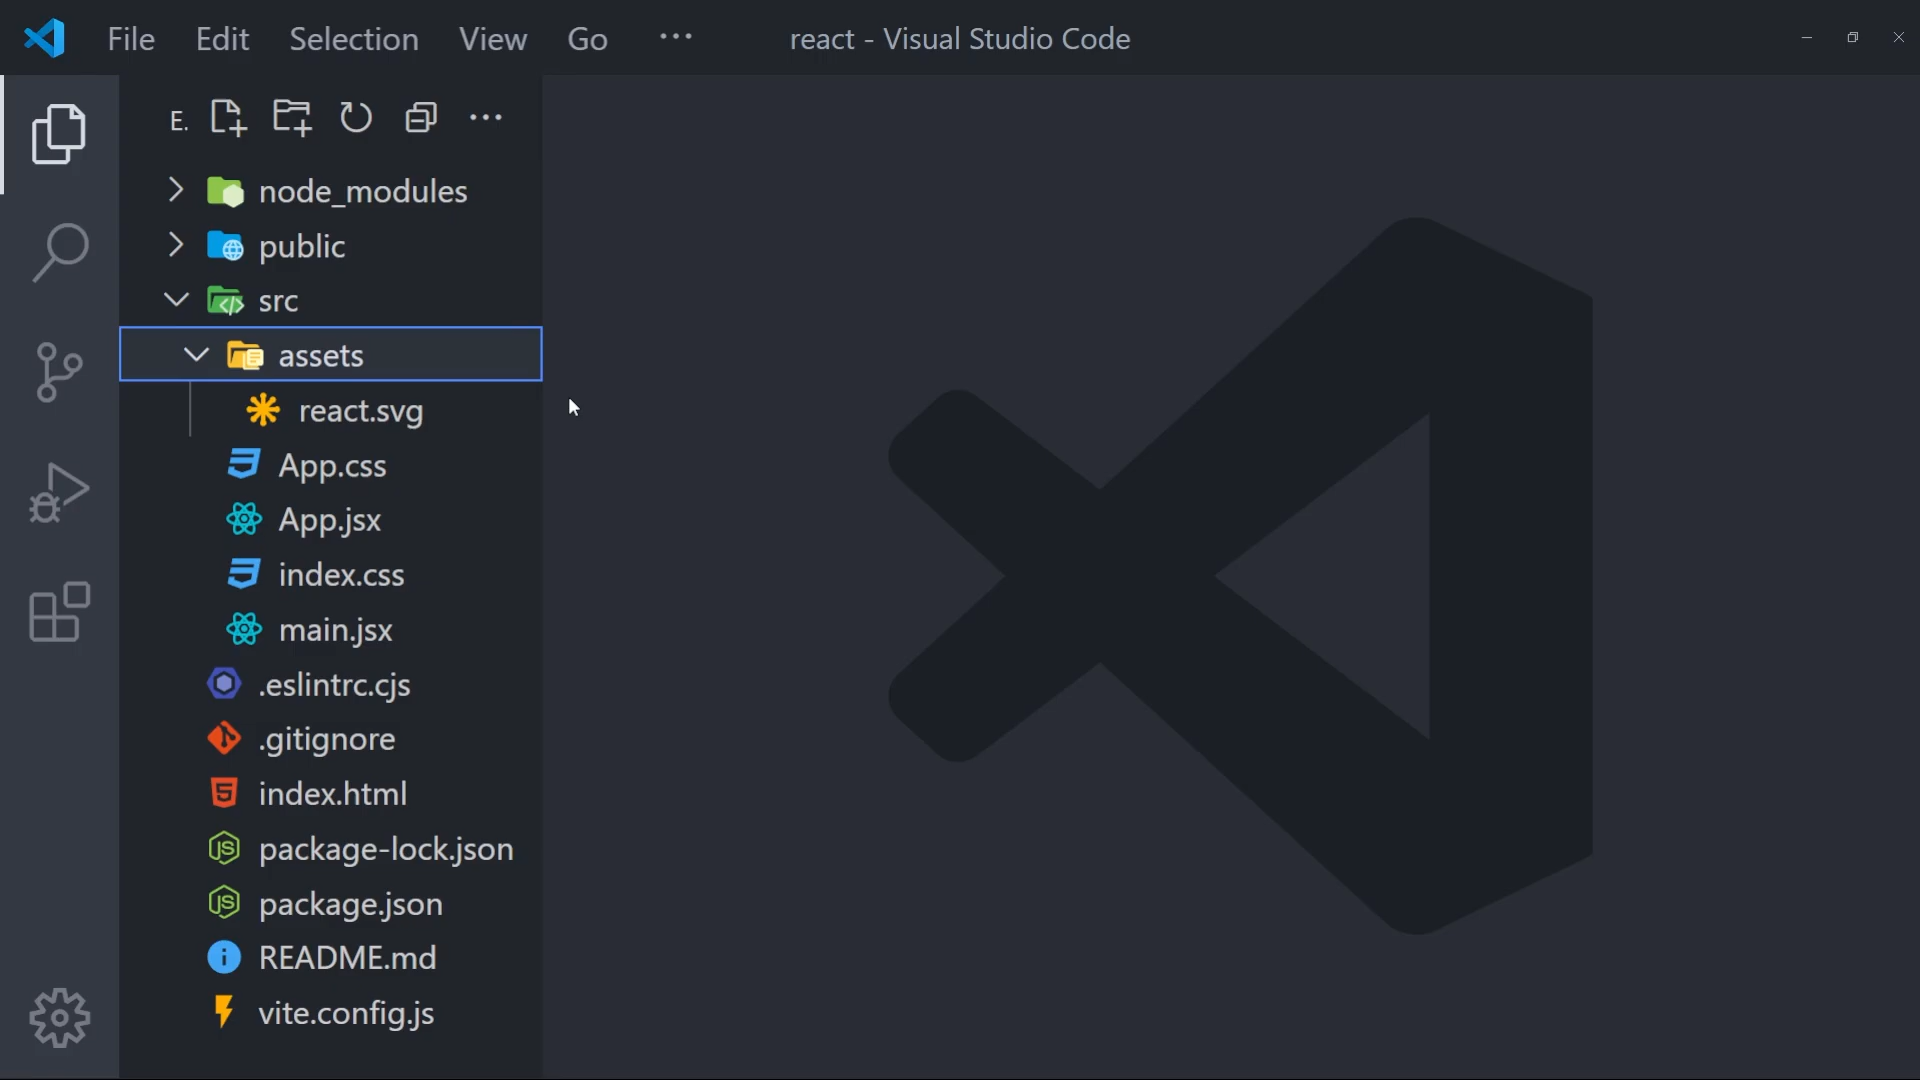 File Edit Selection View Go ··· react - Visual Studio Code
E.
node_modules
public
src
assets
react.svg
App.css
App.jsx
index.css
main.jsx
.eslintrc.cjs
.gitignore
index.html
package-lock.json
package.json
README.md
vite.config.js